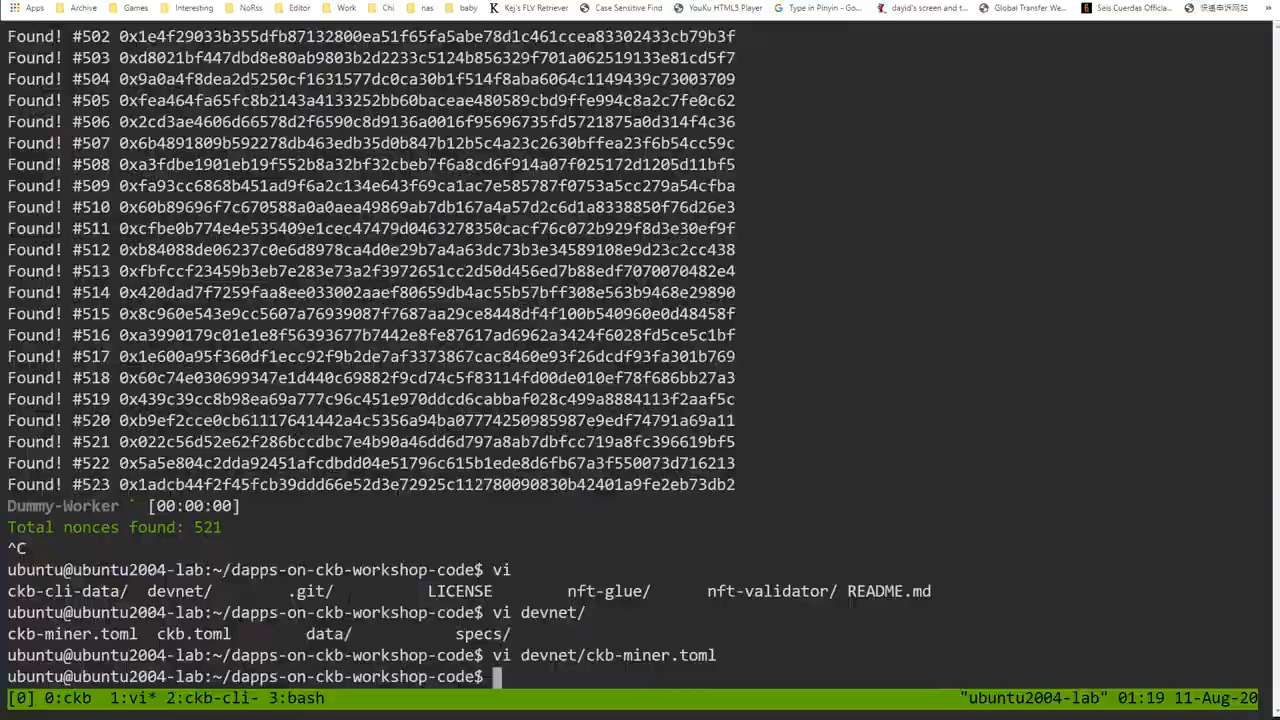 Apps Archive Games Interesting NoRss Editor Work Chi nas baby Kej's FLV Retriever Case Sensitive Find YouKu HTML5 Player Type in Pinyin - Goog... dayid's screen and t... Global Transfer We... Seis Cuerdas Oficia... 快递申诉网站 »
Found! #502 0x1e4f29033b355dfb87132800ea51f65fa5abe78d1c461ccea83302433cb79b3f
Found! #503 0xd8021bf447dbd8e80ab9803b2d2233c5124b856329f701a062519133e81cd5f7
Found! #504 0x9a0a4f8dea2d5250cf1631577dc0ca30b1f514f8aba6064c1149439c73003709
Found! #505 0xfea464fa65fc8b2143a4133252bb60baceae480589cbd9ffe994c8a2c7fe0c62
Found! #506 0x2cd3ae4606d66578d2f6590c8d9136a0016f95696735fd5721875a0d314f4c36
Found! #507 0x6b4891809b592278db463edb35d0b847b12b5c4a23c2630bffea23f6b54cc59c
Found! #508 0xa3fdbe1901eb19f552b8a32bf32cbeb7f6a8cd6f914a07f025172d1205d11bf5
Found! #509 0xfa93cc6868b451ad9f6a2c134e643f69ca1ac7e585787f0753a5cc279a54cfba
Found! #510 0x60b89696f7c670588a0a0aea49869ab7db167a4a57d2c6d1a8338850f76d26e3
Found! #511 0xcfbe0b774e4e535409e1cec47479d0463278350cacf76c072b929f8d3e30ef9f
Found! #512 0xb84088de06237c0e6d8978ca4d0e29b7a4a63dc73b3e34589108e9d23c2cc438
Found! #513 0xfbfccf23459b3eb7e283e73a2f3972651cc2d50d456ed7b88edf7070070482e4
Found! #514 0x420dad7f7259faa8ee033002aaef80659db4ac55b57bff308e563b9468e29890
Found! #515 0x8c960e543e9cc5607a76939087f7687aa29ce8448df4f100b540960e0d48458f
Found! #516 0xa3990179c01e1e8f56393677b7442e8fe87617ad6962a3424f6028fd5ce5c1bf
Found! #517 0x1e600a95f360df1ecc92f9b2de7af3373867cac8460e93f26dcdf93fa301b769
Found! #518 0x60c74e030699347e1d440c69882f9cd74c5f83114fd00de010ef78f686bb27a3
Found! #519 0x439c39cc8b98ea69a777c96c451e970ddcd6cabbaf028c499a8884113f2aaf5c
Found! #520 0xb9ef2cce0cb61117641442a4c5356a94ba07774250985987e9edf74791a69a11
Found! #521 0x022c56d52e62f286bccdbc7e4b90a46dd6d797a8ab7dbfcc719a8fc396619bf5
Found! #522 0x5a5e804c2dda92451afcdbdd04e51796c615b1ede8d6fb67a3f550073d716213
Found! #523 0x1adcb44f2f45fcb39ddd66e52d3e72925c112780090830b42401a9fe2eb73db2
Dummy-Worker [00:00:00]
Total nonces found: 521
^C
ubuntu@ubuntu2004-lab:~/dapps-on-ckb-workshop-code$ vi
ckb-cli-data/ devnet/ .git/ LICENSE nft-glue/ nft-validator/ README.md
ubuntu@ubuntu2004-lab:~/dapps-on-ckb-workshop-code$ vi devnet/
ckb-miner.toml ckb.toml data/ specs/
ubuntu@ubuntu2004-lab:~/dapps-on-ckb-workshop-code$ vi devnet/ckb-miner.toml
ubuntu@ubuntu2004-lab:~/dapps-on-ckb-workshop-code$
[0] 0:ckb 1:vi* 2:ckb-cli- 3:bash "ubuntu2004-lab" 01:19 11-Aug-20